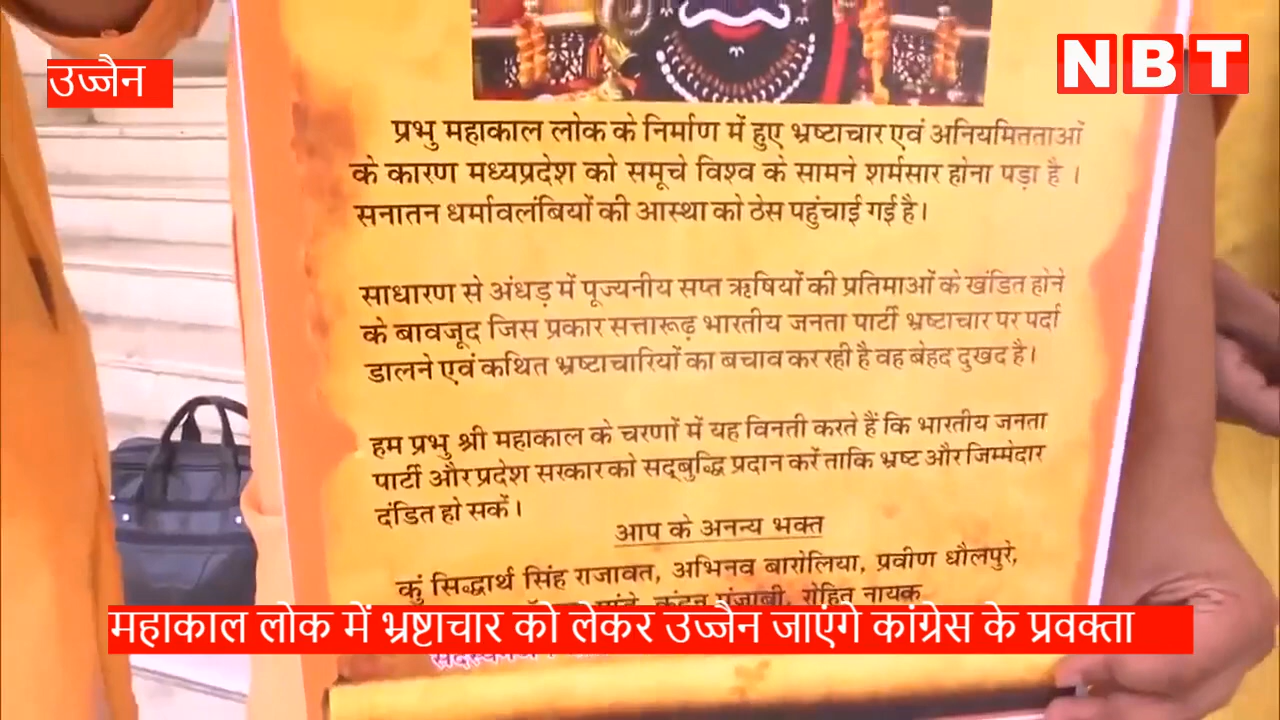 उज्जैन
NBT
प्रभु महाकाल लोक के निर्माण में हुए भ्रष्टाचार एवं अनियमितताओं
के कारण मध्यप्रदेश को समूचे विश्व के सामने शर्मसार होना पड़ा है ।
सनातन धर्मावलंबियों की आस्था को ठेस पहुंचाई गई है।
साधारण से अंधड़ में पूज्यनीय सप्त ऋषियों की प्रतिमाओं के खंडित होने
के बावजूद जिस प्रकार सत्तारूढ़ भारतीय जनता पार्टी भ्रष्टाचार पर पर्दा
डालने एवं कथित भ्रष्टाचारियों का बचाव कर रही है वह बेहद दुखद है।
हम प्रभु श्री महाकाल के चरणों में यह विनती करते हैं कि भारतीय जनता
पार्टी और प्रदेश सरकार को सद्‌बुद्धि प्रदान करें ताकि भ्रष्ट और जिम्मेदार
दंडित हो सकें।
आप के अनन्य भक्त
कुं सिद्धार्थ सिंह राजावत, अभिनव बारोलिया, प्रवीण धौलपुरे,
कुंदन पंजाबी, रोहित नायक
महाकाल लोक में भ्रष्टाचार को लेकर उज्जैन जाएंगे कांग्रेस के प्रवक्ता